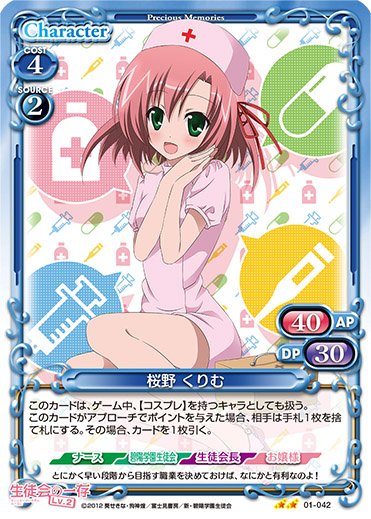 Precious Memories
Character
COST
4
SOURCE
2
40 AP
DP 30
桜野 くりむ
このカードは、ゲーム中、【コスプレ】を持つキャラとしても扱う。
このカードがアプローチでポイントを与えた場合、相手は手札1枚を捨
て札にする。その場合、カードを1枚引く。
ナース 碧陽学園生徒会 生徒会長 お嬢様
とにかく早い段階から目指す職業を決めておけば、なにかと有利なのよ!
生徒会の一存
Lv.2
©2012 葵せきな・狗神煌/富士見書房/新・碧陽学園生徒会
01-042